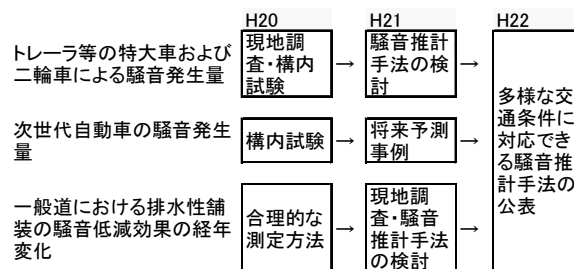 H20 H21 H22
トレーラ等の特大車および
二輪車による騒音発生量
現地調
査・構内
試験
→
騒音推計
手法の検
討
→
次世代自動車の騒音発生
量
構内試験
→
将来予測
事例
一般道における排水性舗
装の騒音低減効果の経年
変化
合理的な
測定方法
→
現地調
査・騒音
推計手法
の検討
→
多様な交
通条件に
対応でき
る騒音推
計手法の
公表